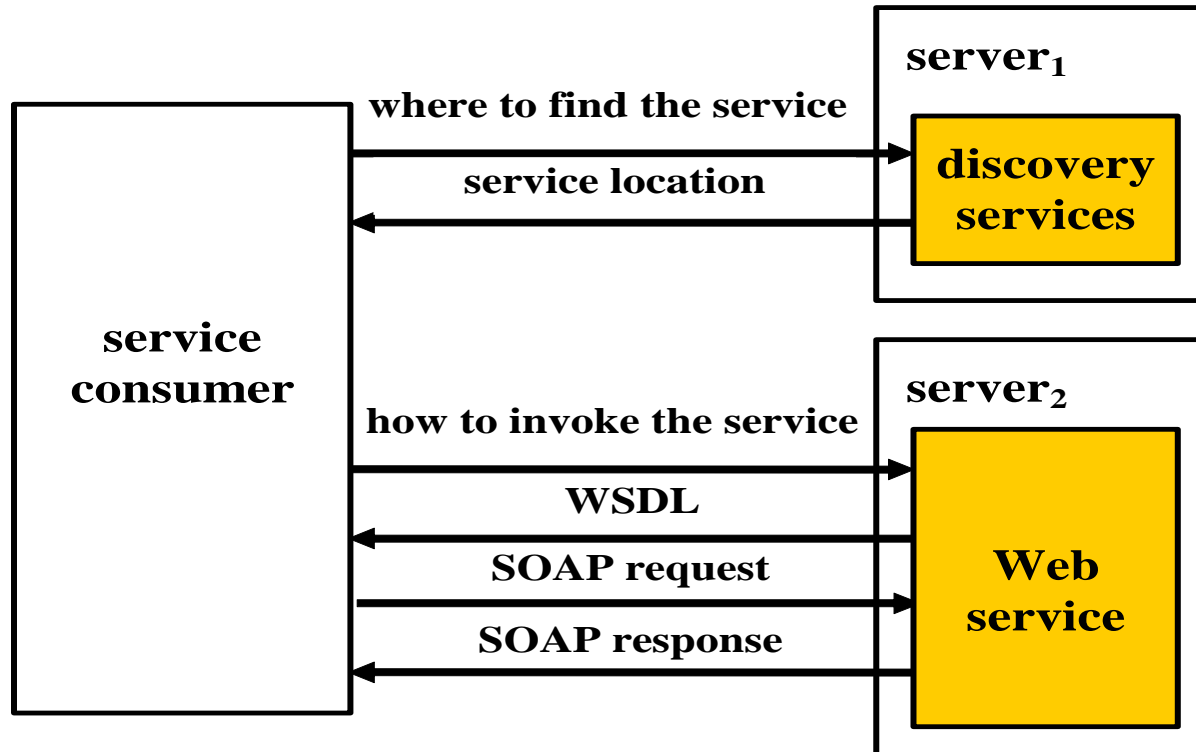 server₁
where to find the service
discovery
services
service location
service
consumer
server₂
how to invoke the service
WSDL
SOAP request
Web
service
SOAP response